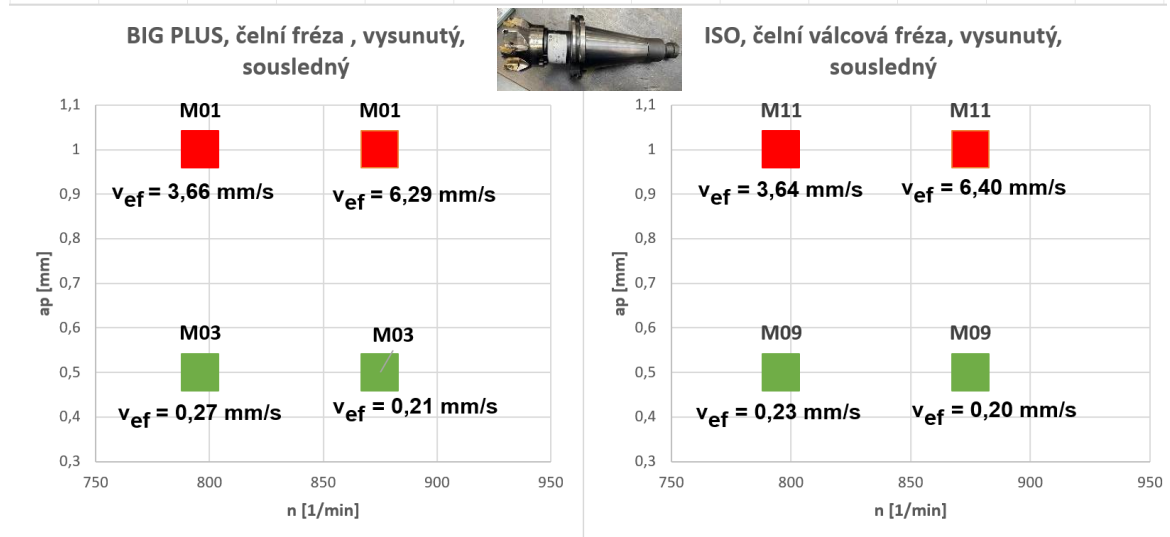 BIG PLUS, čelní fréza , vysunutý,
sousledný
1,1
1
0,9
0,8
0,7
0,6
0,5
0,4
0,3
ap [mm]
M01
M01
vef = 3,66 mm/s
vef = 6,29 mm/s
M03
M03
vef = 0,27 mm/s
vef = 0,21 mm/s
750
800
850
900
950
n [1/min]
ISO, čelní válcová fréza, vysunutý,
sousledný
1,1
1
0,9
0,8
0,7
0,6
0,5
0,4
0,3
ap [mm]
M11
M11
vef = 3,64 mm/s
vef = 6,40 mm/s
M09
M09
vef = 0,23 mm/s
vef = 0,20 mm/s
750
800
850
900
950
n [1/min]